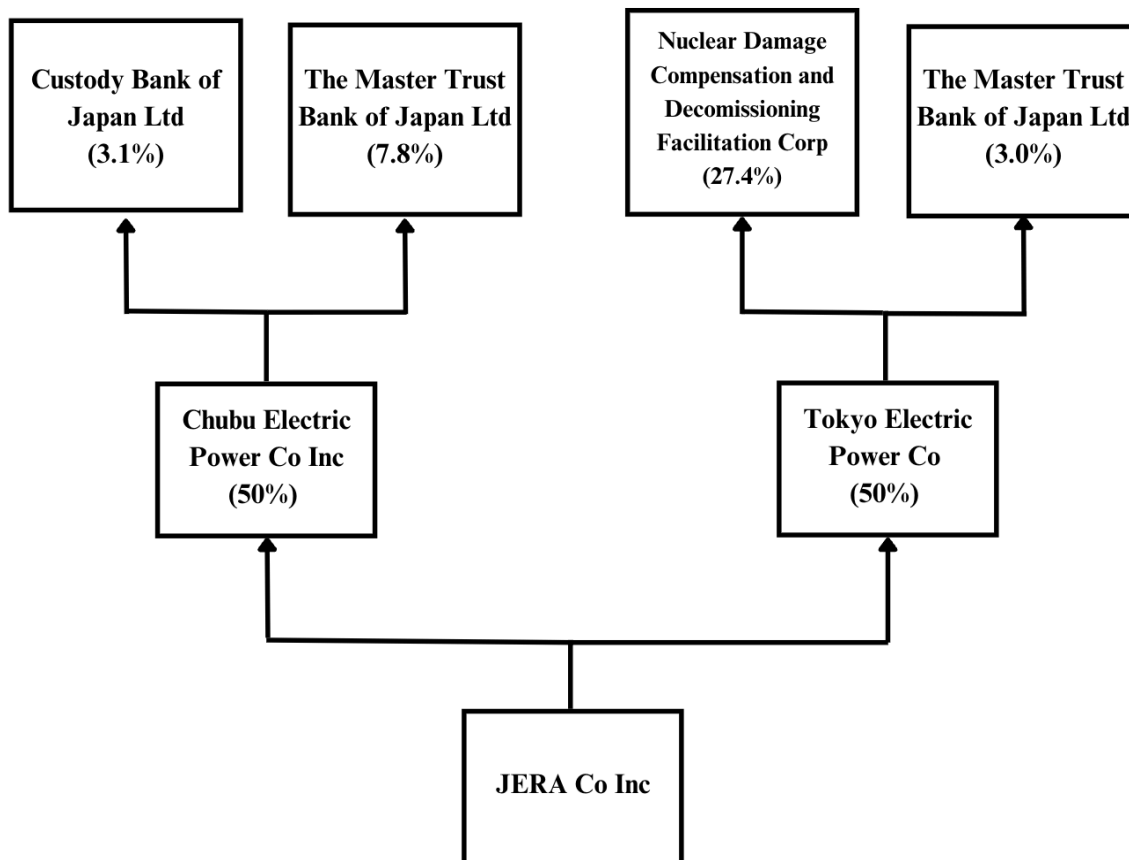 Custody Bank of
Japan Ltd
(3.1%)
The Master Trust
Bank of Japan Ltd
(7.8%)
Nuclear Damage
Compensation and
Decomissioning
Facilitation Corp
(27.4%)
The Master Trust
Bank of Japan Ltd
(3.0%)
Chubu Electric
Power Co Inc
(50%)
Tokyo Electric
Power Co
(50%)
JERA Co Inc